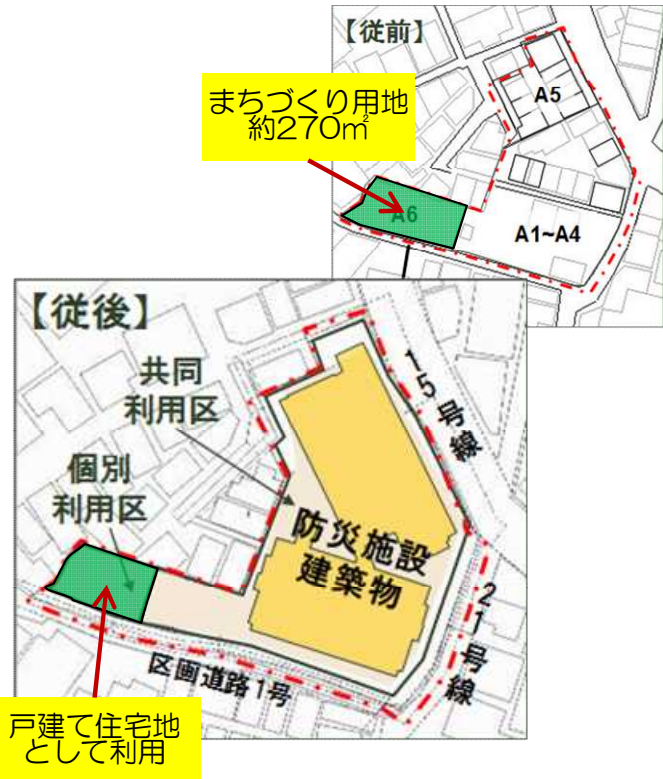 【従前】
まちづくり用地
約270㎡
A5
A6
A1~A4
【従後】
共同
利用区
15号線
個別
利用区
防災施設
建築物
21号線
区画道路1号
戸建て住宅地
として利用